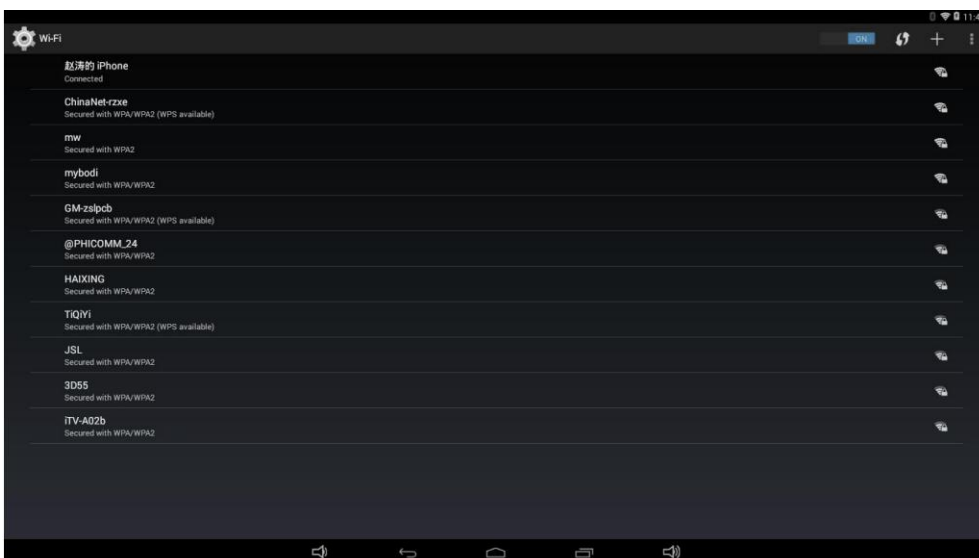 11:4
Wi-Fi
ON
赵涛的 iPhone
Connected
ChinaNet-rzxe
Secured with WPA/WPA2 (WPS available)
mw
Secured with WPA2
mybodi
Secured with WPA/WPA2
GM-zslpcb
Secured with WPA/WPA2 (WPS available)
@PHICOMM_24
Secured with WPA/WPA2
HAIXING
Secured with WPA/WPA2
TiQiYi
Secured with WPA/WPA2 (WPS available)
JSL
Secured with WPA/WPA2
3D55
Secured with WPA/WPA2
iTV-A02b
Secured with WPA/WPA2